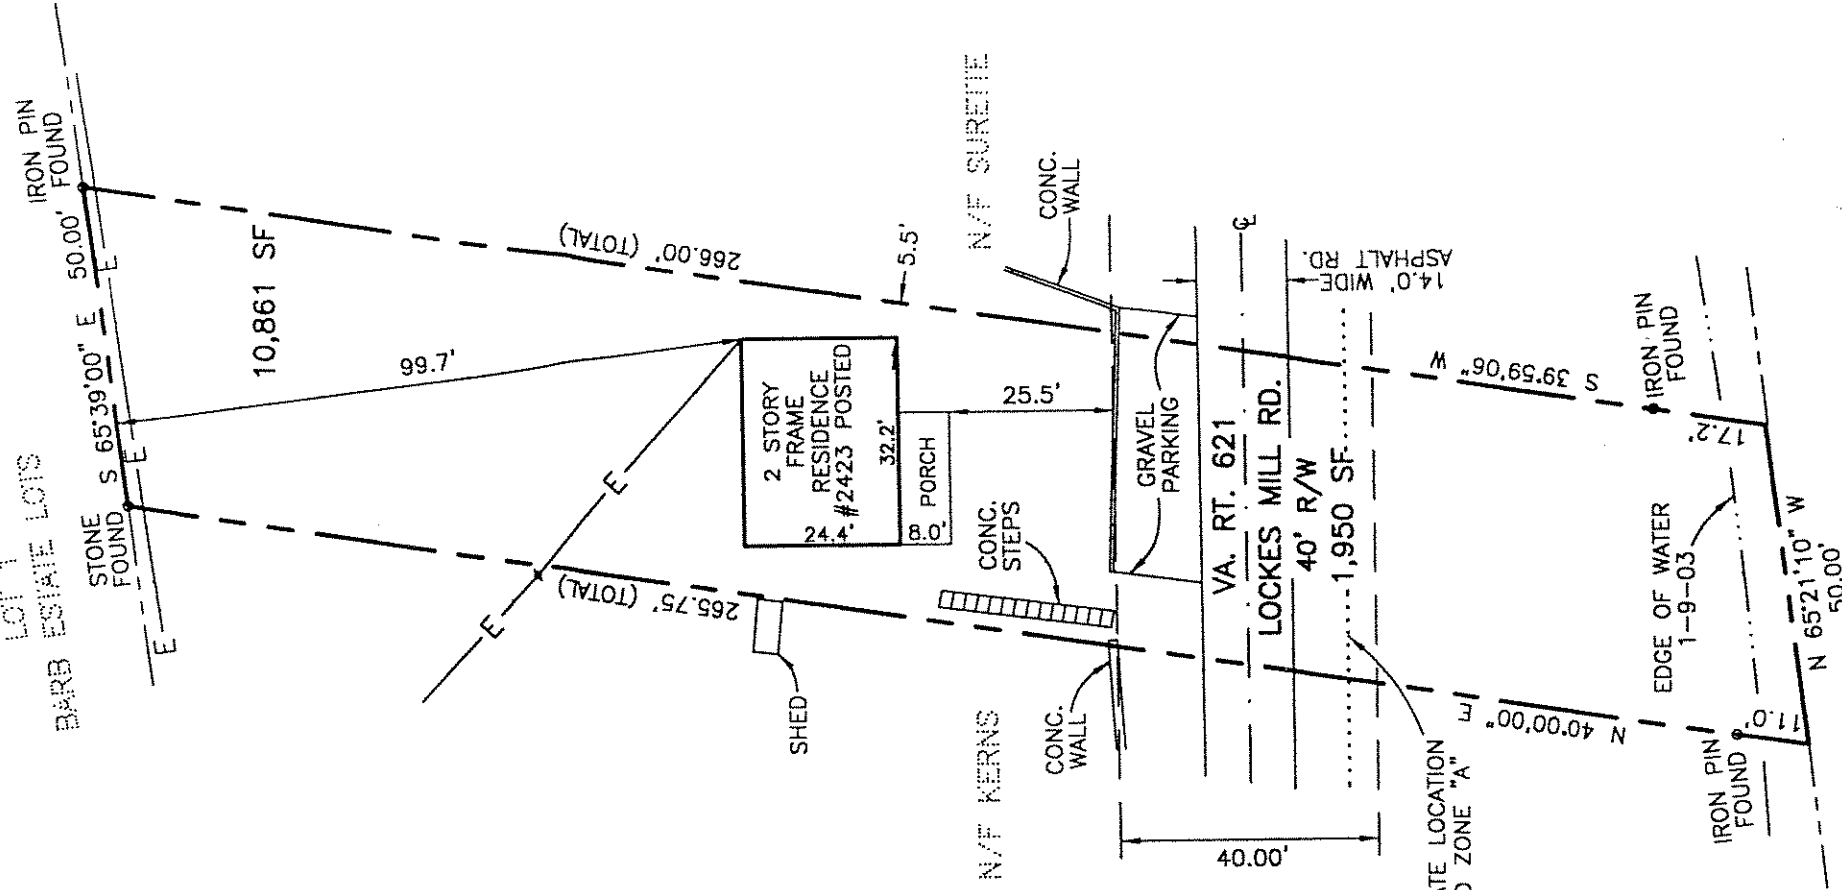 LOT 1
BARB ESTATE LOTS
STONE
FOUND
S 65°39'00" E
50.00'
IRON PIN
FOUND
E
E
E
E
10,861 SF
99.7'
266.00' (TOTAL)
5.5'
N/F SURETTE
CONC.
WALL
2 STORY
FRAME
RESIDENCE
#2423 POSTED
24.4'
32.2'
PORCH
8.0'
25.5'
E
E
265.75' (TOTAL)
SHED
CONC.
STEPS
N/F KERNS
CONC.
WALL
GRAVEL
PARKING
VA. RT. 621
LOCKES MILL RD.
40' R/W
1,950 SF
℄
14.0' WIDE
ASPHALT RD.
40.00'
ATE LOCATION
ZONE "A"
S 39°59'06" W
IRON PIN
FOUND
17.2'
EDGE OF WATER
1-9-03
N 40°00'00" E
11.0'
IRON PIN
FOUND
N 65°21'10" W
50.00'